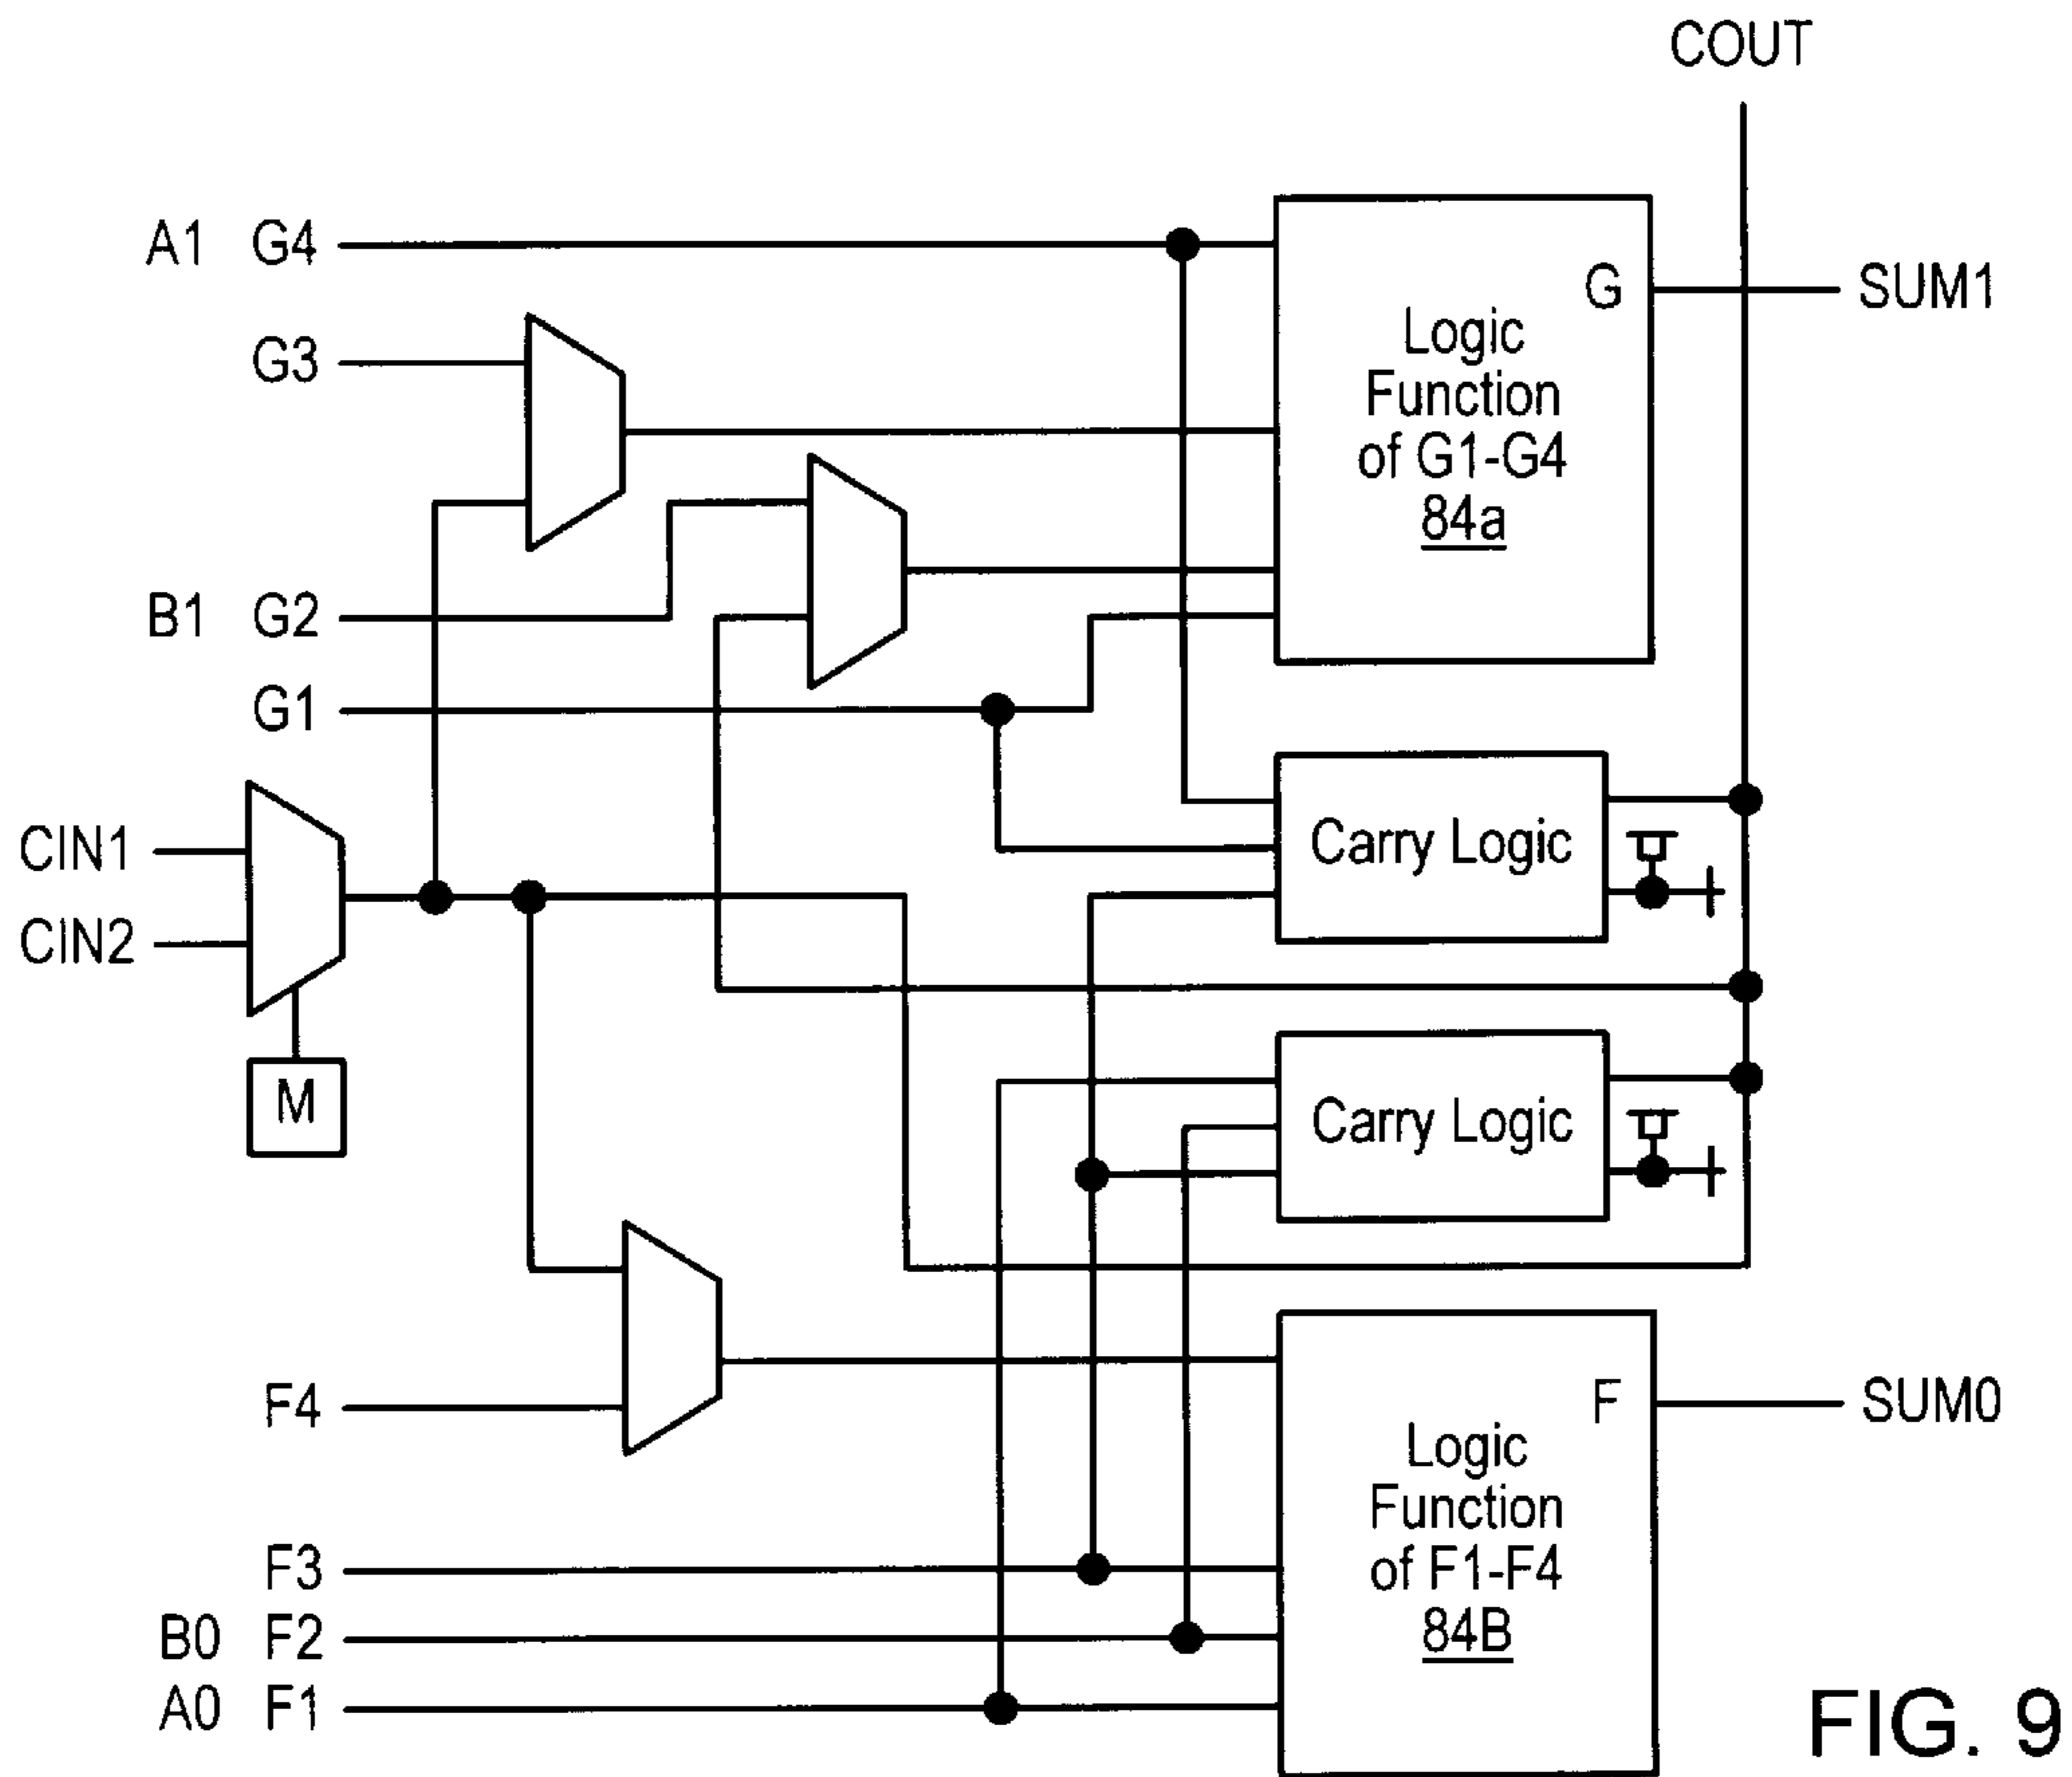 COUT
A1 G4
G SUM1
G3
Logic
Function
of G1-G4
84a
B1 G2
G1
CIN1
Carry Logic
CIN2
M
Carry Logic
F4
F SUM0
Logic
Function
of F1-F4
84B
F3
B0 F2
A0 F1
FIG. 9